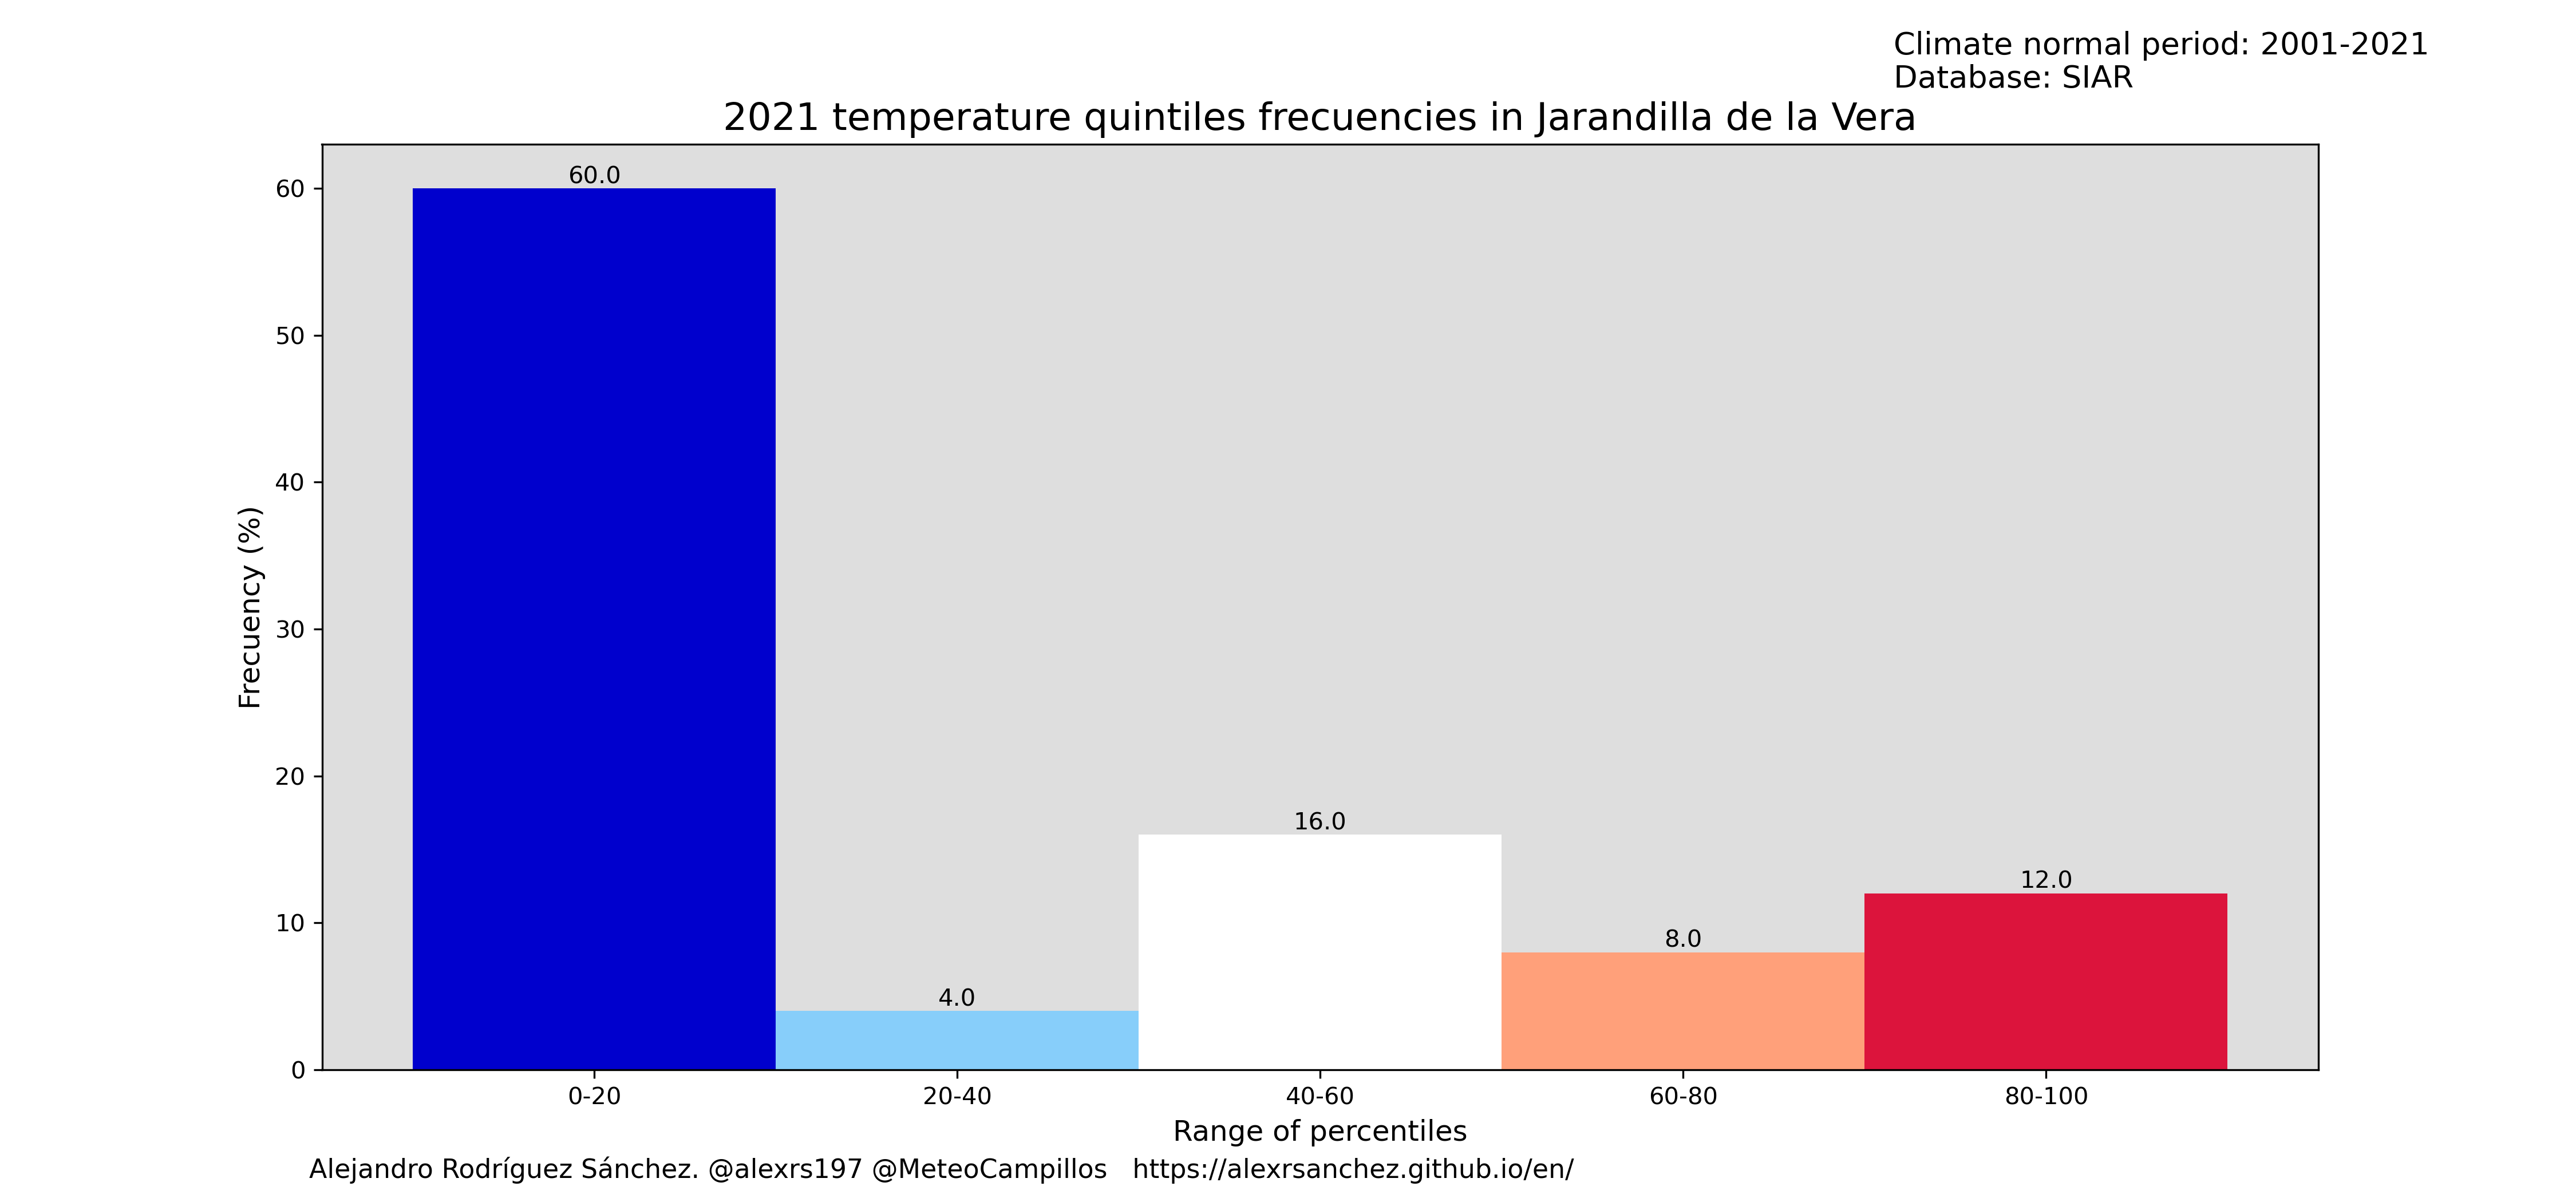 Climate normal period: 2001-2021
Database: SIAR
2021 temperature quintiles frecuencies in Jarandilla de la Vera
60.0
60
50
40
30
20
10
0
Frecuency (%)
4.0
16.0
8.0
12.0
0-20
20-40
40-60
60-80
80-100
Range of percentiles
Alejandro Rodríguez Sánchez. @alexrs197 @MeteoCampillos https://alexrsanchez.github.io/en/